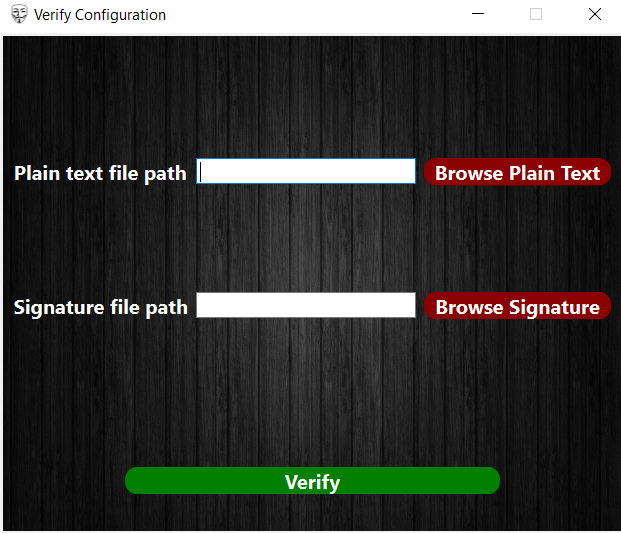 Verify Configuration
Plain text file path
Browse Plain Text
Signature file path
Browse Signature
Verify